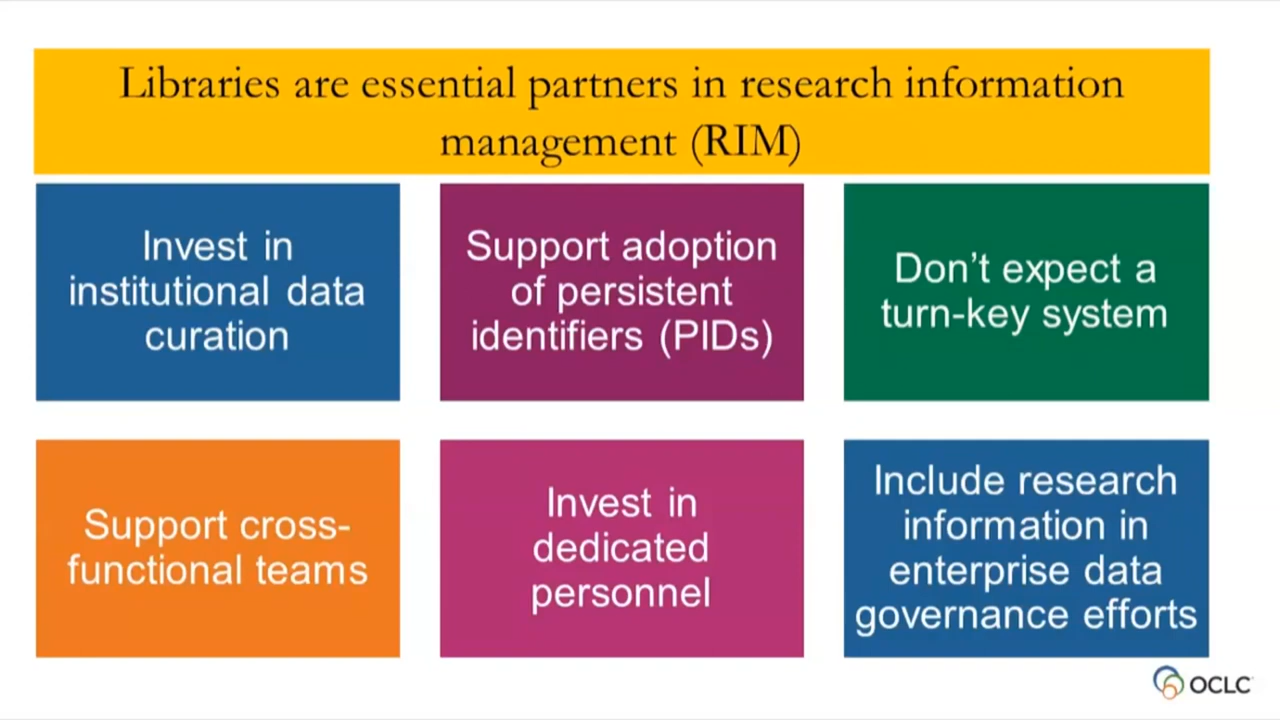 Libraries are essential partners in research information
management (RIM)
Invest in
institutional data
curation
Support adoption
of persistent
identifiers (PIDs)
Don’t expect a
turn-key system
Support cross-
functional teams
Invest in
dedicated
personnel
Include research
information in
enterprise data
governance efforts
OCLC